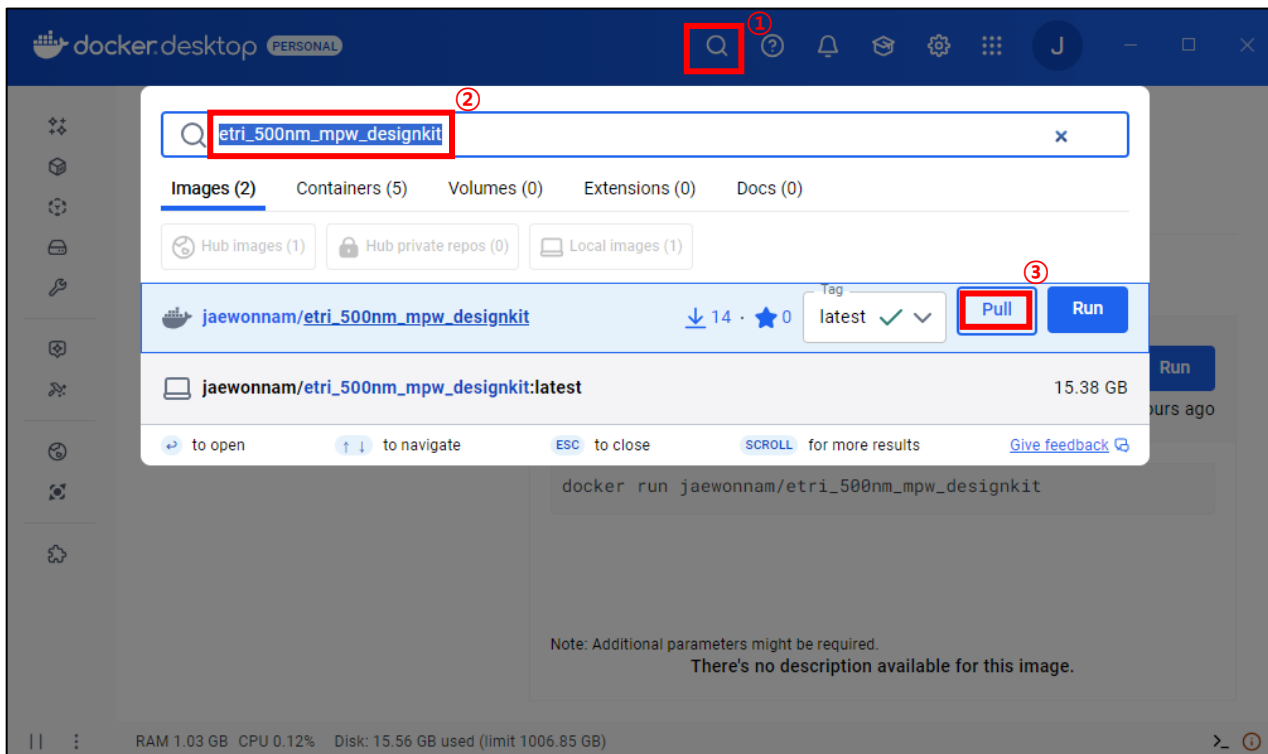 ①
docker.desktop PERSONAL
J
②
etri_500nm_mpw_designkit
Images (2) Containers (5) Volumes (0) Extensions (0) Docs (0)
Hub images (1) Hub private repos (0) Local images (1)
③
Tag
jaewonnam/etri_500nm_mpw_designkit 14 · 0 latest Pull Run
jaewonnam/etri_500nm_mpw_designkit:latest 15.38 GB
Run
ours ago
to open ↑ ↓ to navigate ESC to close SCROLL for more results Give feedback
docker run jaewonnam/etri_500nm_mpw_designkit
Note: Additional parameters might be required.
There's no description available for this image.
RAM 1.03 GB CPU 0.12% Disk: 15.56 GB used (limit 1006.85 GB)